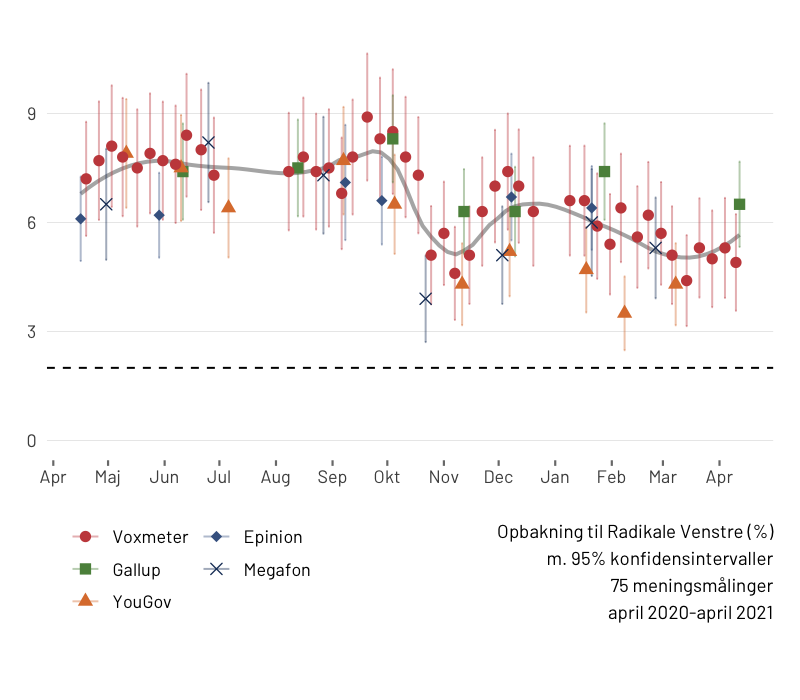 9
6
3
0
Apr Maj Jun Jul Aug Sep Okt Nov Dec Jan Feb Mar Apr
Voxmeter Epinion
Gallup Megafon
YouGov
Opbakning til Radikale Venstre (%)
m. 95% konfidensintervaller
75 meningsmålinger
april 2020-april 2021